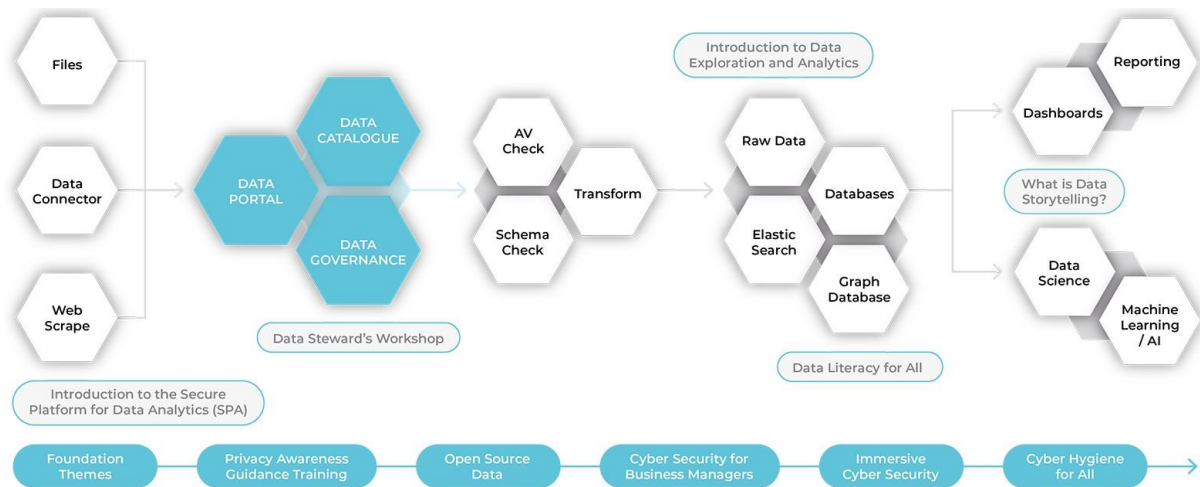 Files
Data
Connector
Web
Scrape
Introduction to the Secure
Platform for Data Analytics (SPA)
DATA
PORTAL
DATA
CATALOGUE
DATA
GOVERNANCE
Data Steward's Workshop
AV
Check
Schema
Check
Transform
Introduction to Data
Exploration and Analytics
Raw Data
Elastic
Search
Databases
Graph
Database
Data Literacy for All
Reporting
Dashboards
What is Data
Storytelling?
Data
Science
Machine
Learning
/ AI
Foundation
Themes
Privacy Awareness
Guidance Training
Open Source
Data
Cyber Security for
Business Managers
Immersive
Cyber Security
Cyber Hygiene
for All